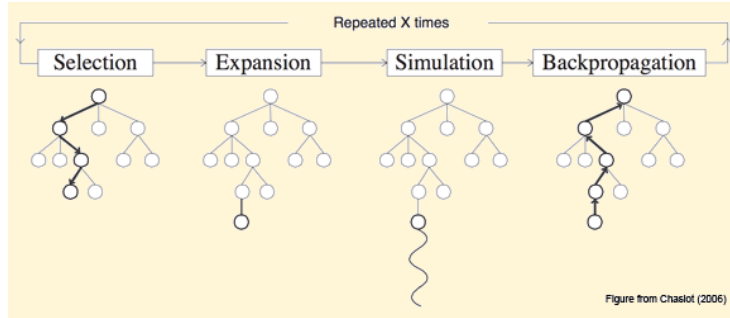 Repeated X times
Selection
Expansion
Simulation
Backpropagation
Figure from Chaslot (2006)